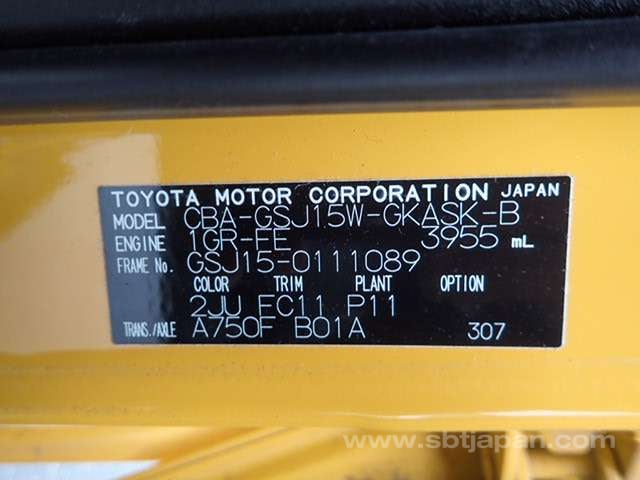 TOYOTA MOTOR CORPORATION JAPAN
MODEL CBA-GSJ15W-GKASK-B
ENGINE 1GR-FE 3955 mL
FRAME No. GSJ15-0111089
COLOR TRIM PLANT OPTION
2JU FC11 P11
TRANS./AXLE A750F B01A 307
www.sbtjapan.com